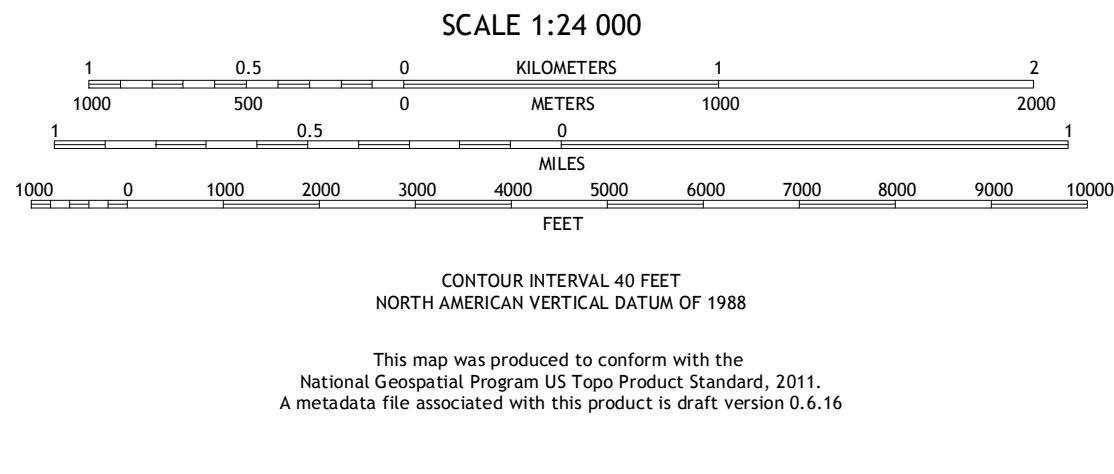 SCALE 1:24 000
1 0.5 0 KILOMETERS 1 2
1000 500 0 METERS 1000 2000
1 0.5 0 1
MILES
1000 0 1000 2000 3000 4000 5000 6000 7000 8000 9000 10000
FEET
CONTOUR INTERVAL 40 FEET
NORTH AMERICAN VERTICAL DATUM OF 1988
This map was produced to conform with the
National Geospatial Program US Topo Product Standard, 2011.
A metadata file associated with this product is draft version 0.6.16